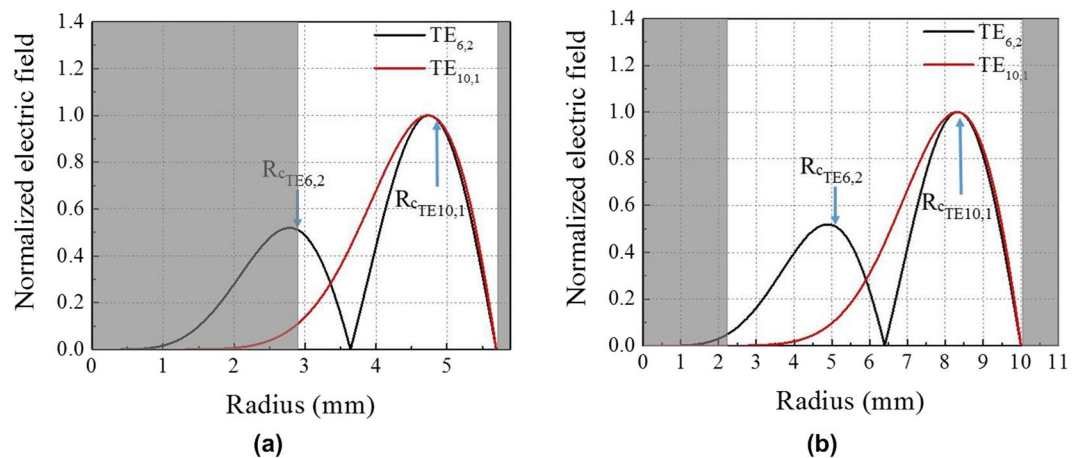 1.4
1.2
1.0
0.8
0.6
0.4
0.2
0.0
Normalized electric field
TE6,2
TE10,1
RcTE6,2
RcTE10,1
0 1 2 3 4 5
Radius (mm)
(a)
1.4
1.2
1.0
0.8
0.6
0.4
0.2
0.0
Normalized electric field
TE6,2
TE10,1
RcTE6,2
RcTE10,1
0 1 2 3 4 5 6 7 8 9 10 11
Radius (mm)
(b)